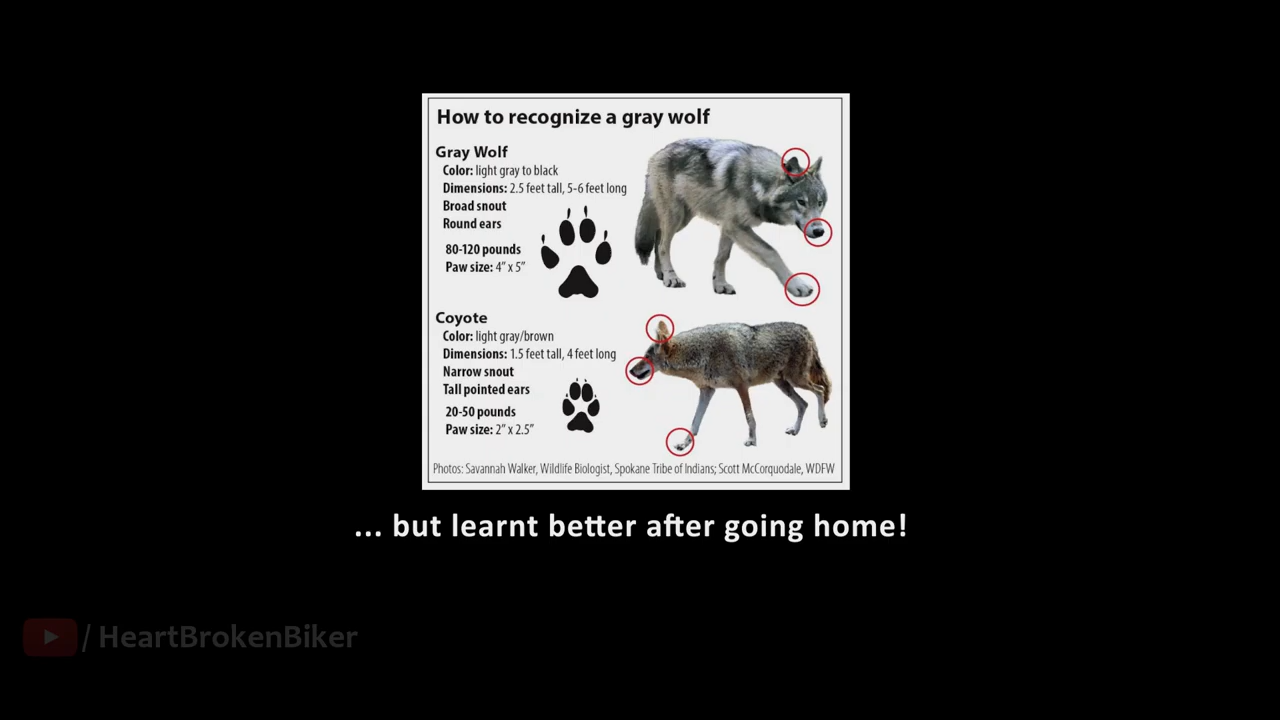 How to recognize a gray wolf
Gray Wolf
Color: light gray to black
Dimensions: 2.5 feet tall, 5-6 feet long
Broad snout
Round ears
80-120 pounds
Paw size: 4” x 5”
Coyote
Color: light gray/brown
Dimensions: 1.5 feet tall, 4 feet long
Narrow snout
Tall pointed ears
20-50 pounds
Paw size: 2” x 2.5”
Photos: Savannah Walker, Wildlife Biologist, Spokane Tribe of Indians; Scott McCorquodale, WDFW
... but learnt better after going home!
/ HeartBrokenBiker